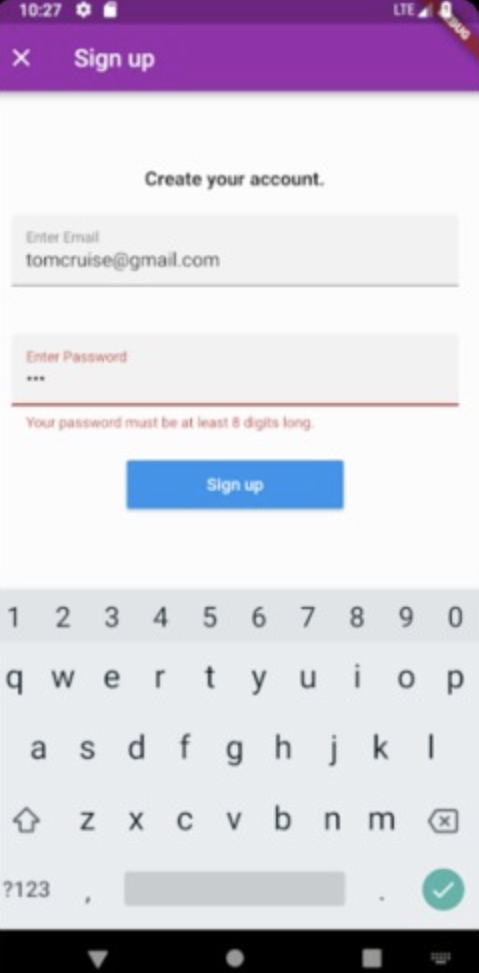 10:27 LTE
DEBUG
Sign up
Create your account.
Enter Email
tomcruise@gmail.com
Enter Password
•••
Your password must be at least 8 digits long.
Sign up
1 2 3 4 5 6 7 8 9 0
q w e r t y u i o p
a s d f g h j k l
z x c v b n m
?123 , .